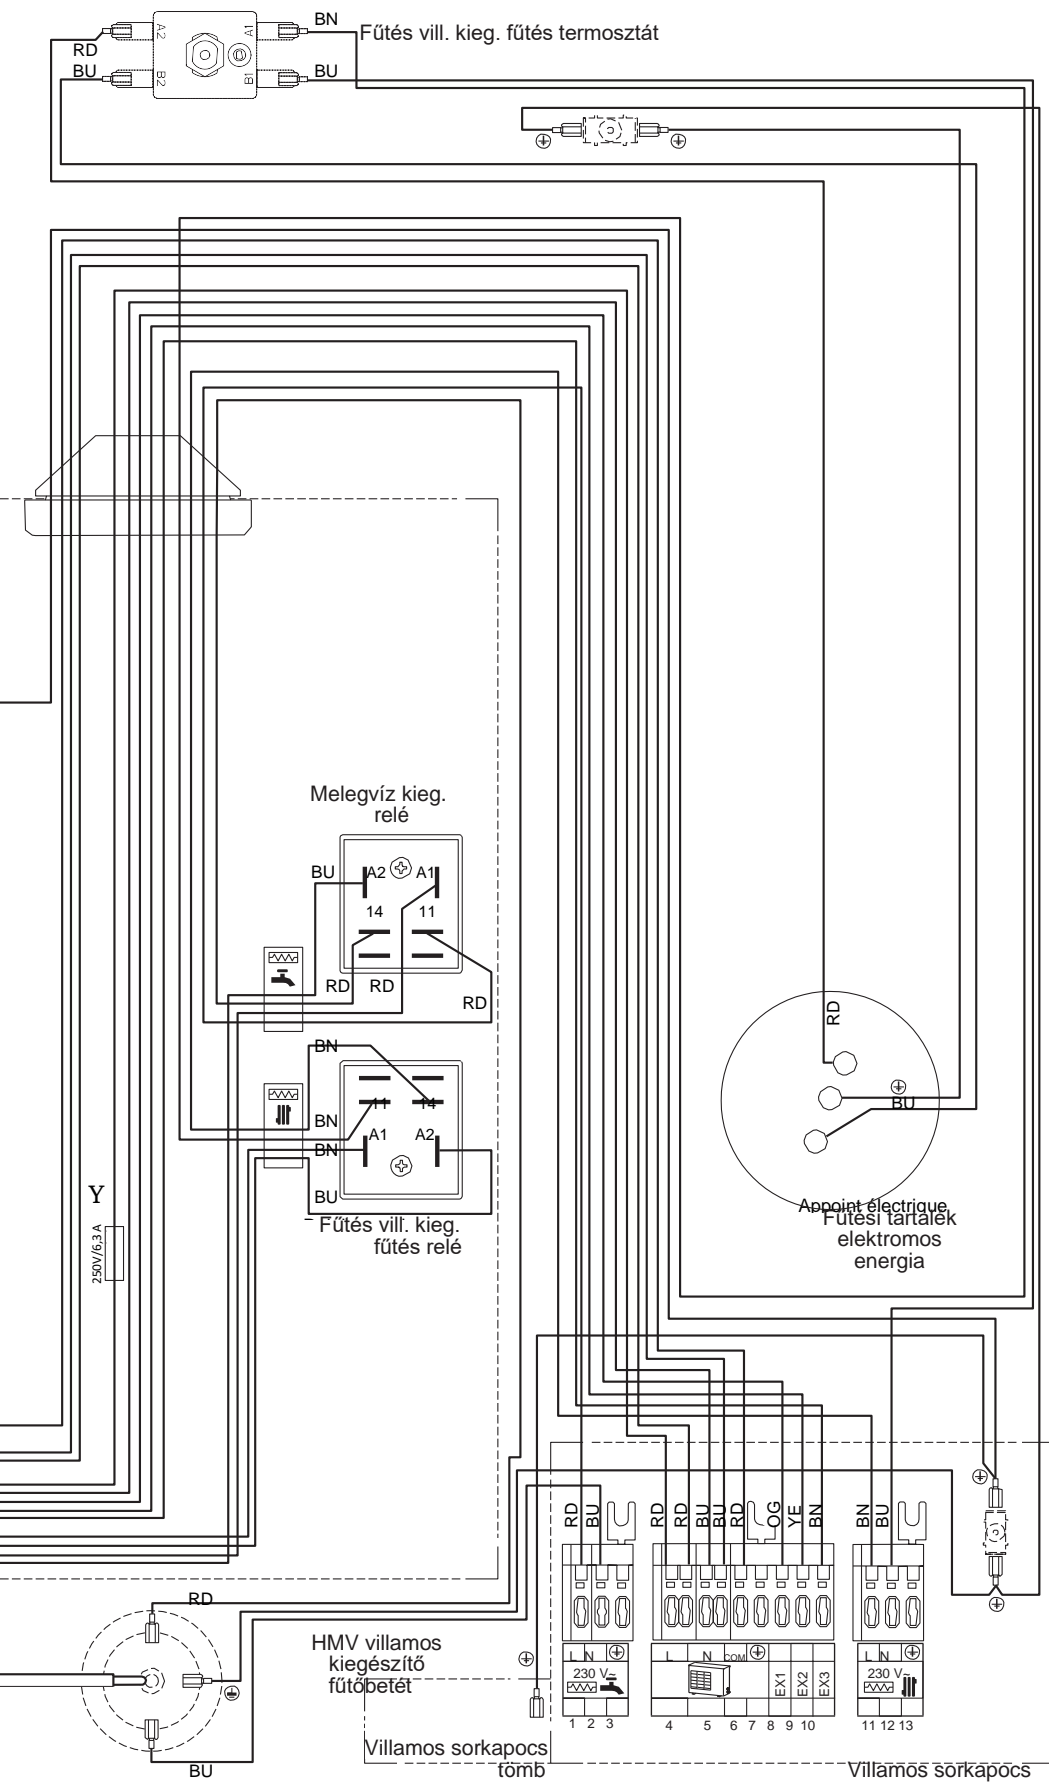 BN
Fűtés vill. kieg. fűtés termosztát
A2
A1
RD
BU
BU
B2
B1
Melegvíz kieg.
relé
BU
A2
A1
14
11
RD
RD
RD
BN
11
14
BN
A1
A2
BN
BU
Fűtés vill. kieg.
fűtés relé
Y
250V/6,3 A
RD
BU
Appoint électrique
Fűtési tartalék
elektromos
energia
RD
BU
RD
RD
BU
BU
RD
OG
YE
BN
BN
BU
RD
HMV villamos
kiegészítő
fűtőbetét
L N
230 V~
L
N
COM
EX1
EX2
EX3
L N
230 V~
1 2 3
4 5 6 7 8 9 10
11 12 13
BU
Villamos sorkapocs
tömb
Villamos sorkapocs